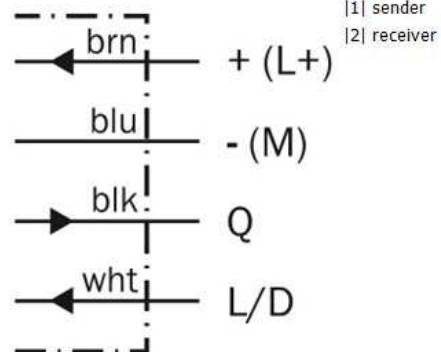 |1| sender
|2| receiver
brn + (L+)
blu - (M)
blk Q
wht L/D